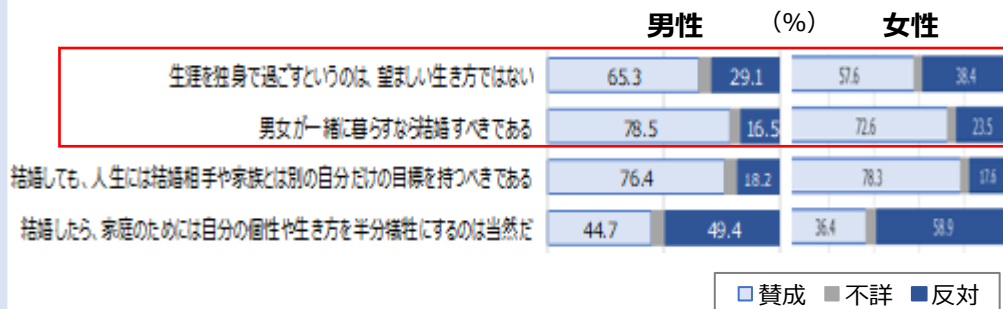 男性 （%） 女性
生涯を独身で過ごすというのは、望ましい生き方ではない 65.3 29.1 57.6 38.4
男女が一緒に暮らすなら結婚すべきである 78.5 16.5 72.6 23.5
結婚しても、人生には結婚相手や家族とは別の自分だけの目標を持つべきである 76.4 18.2 78.3 17.6
結婚したら、家庭のためには自分の個性や生き方を半分犠牲にするのは当然だ 44.7 49.4 36.4 58.9
賛成 不詳 反対